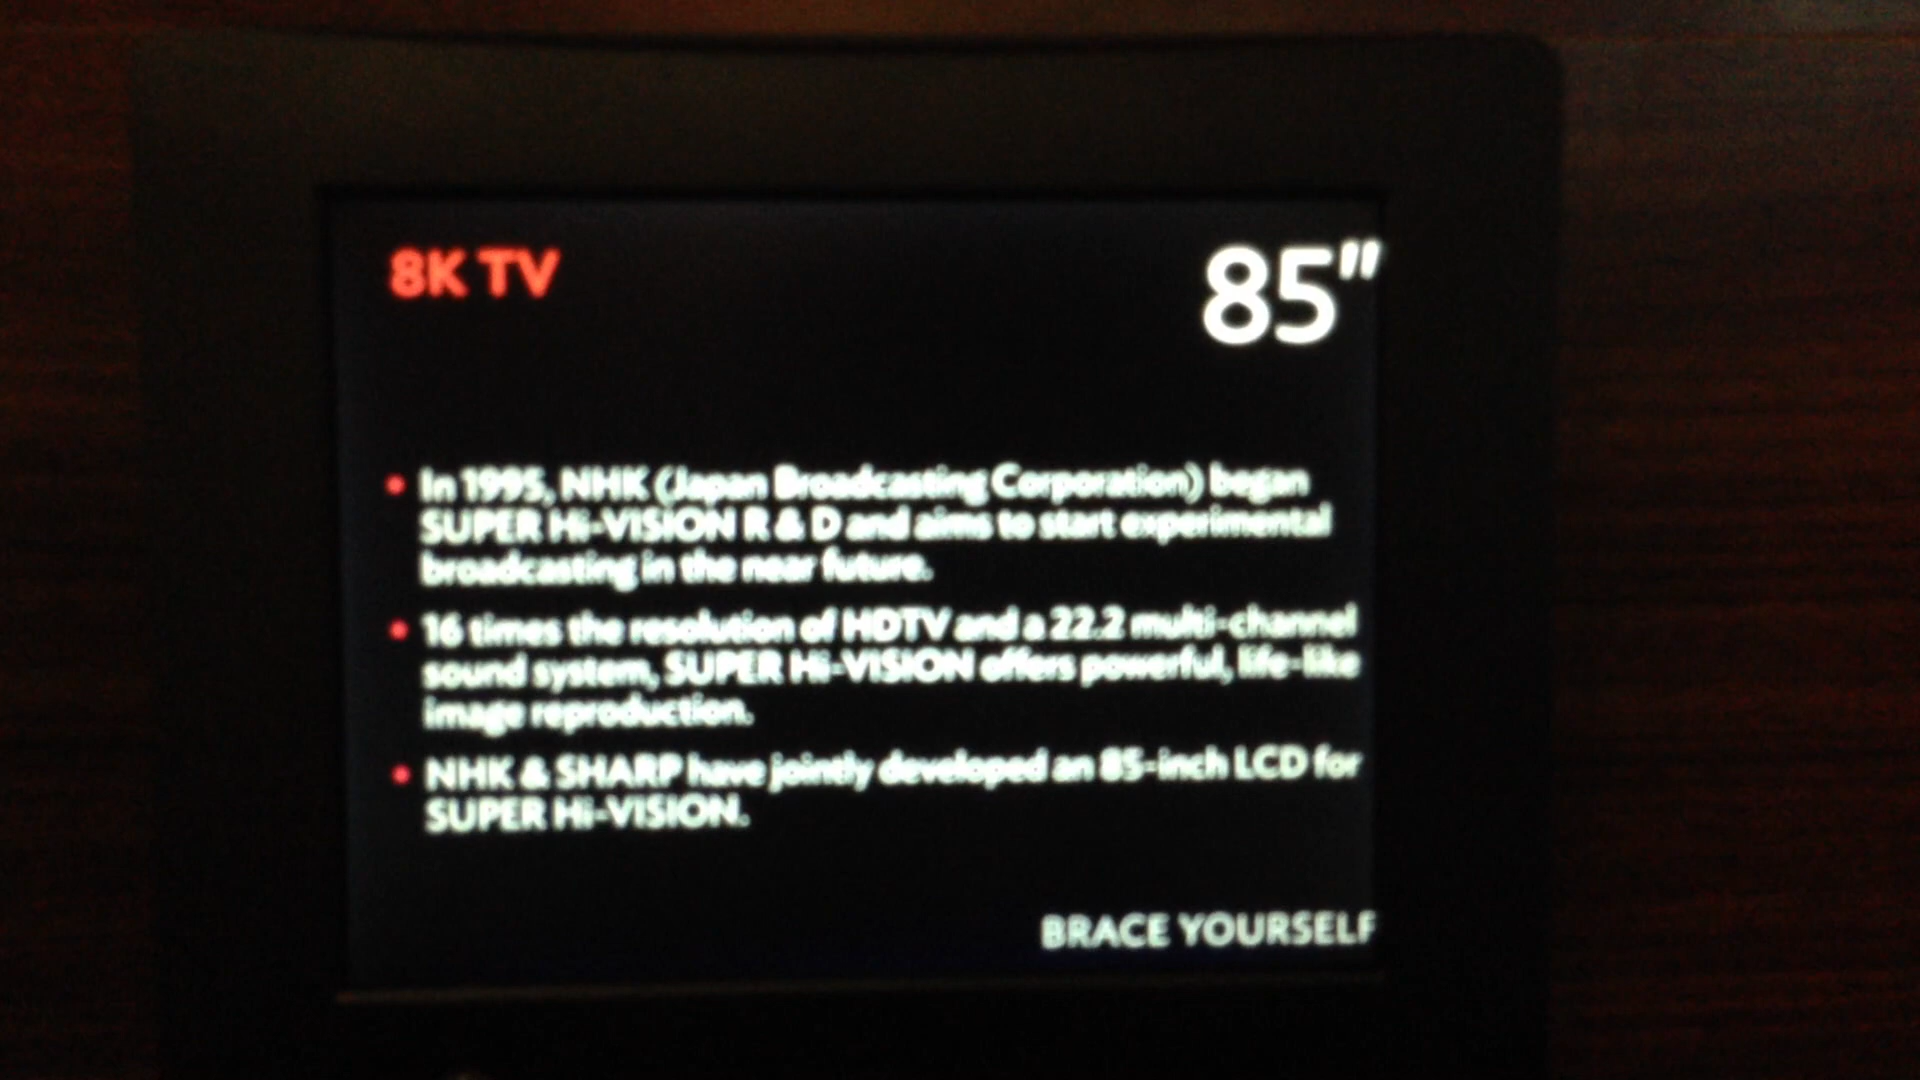 8K TV
85"
• In 1995, NHK (Japan Broadcasting Corporation) began
SUPER Hi-VISION R & D and aims to start experimental
broadcasting in the near future.
• 16 times the resolution of HDTV and a 22.2 multi-channel
sound system, SUPER Hi-VISION offers powerful, life-like
image reproduction.
• NHK & SHARP have jointly developed an 85-inch LCD for
SUPER Hi-VISION.
BRACE YOURSELF